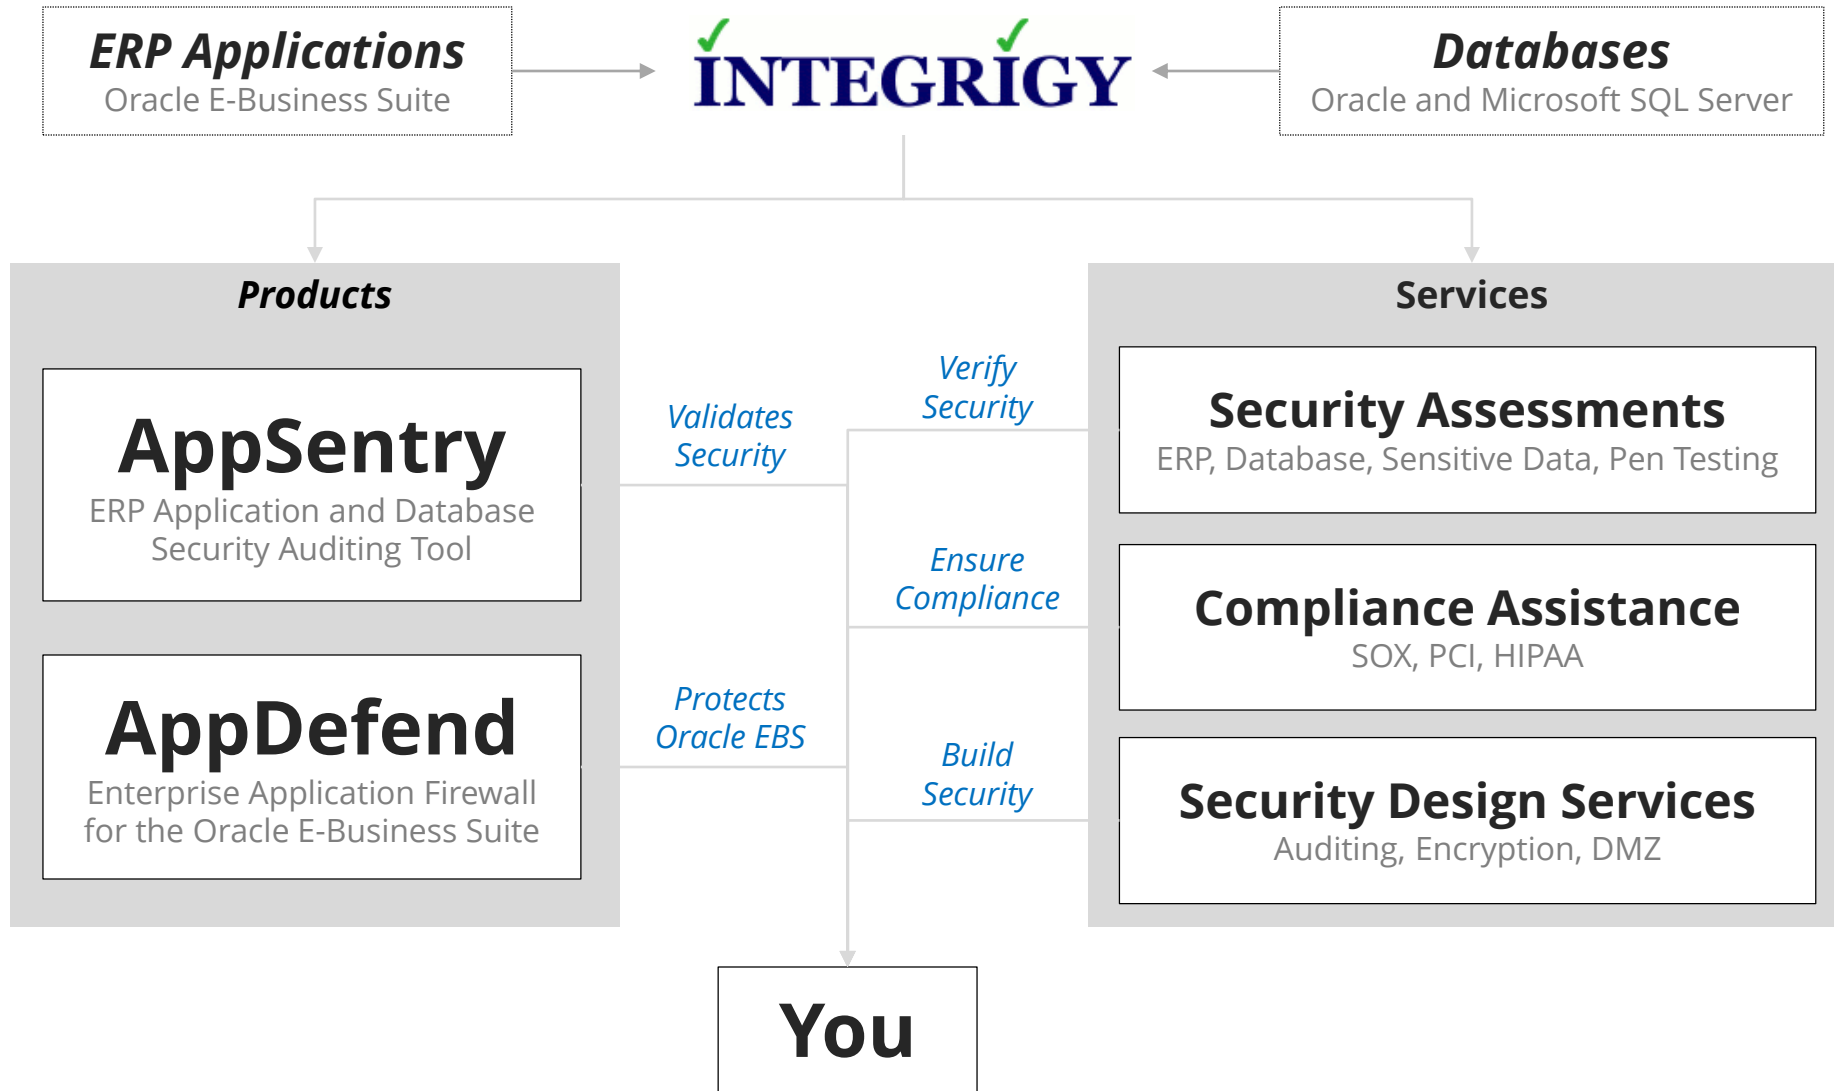 ERP Applications
Oracle E-Business Suite
INTEGRIGY
Databases
Oracle and Microsoft SQL Server
Products
AppSentry
ERP Application and Database
Security Auditing Tool
AppDefend
Enterprise Application Firewall
for the Oracle E-Business Suite
Validates
Security
Protects
Oracle EBS
Verify
Security
Ensure
Compliance
Build
Security
Services
Security Assessments
ERP, Database, Sensitive Data, Pen Testing
Compliance Assistance
SOX, PCI, HIPAA
Security Design Services
Auditing, Encryption, DMZ
You